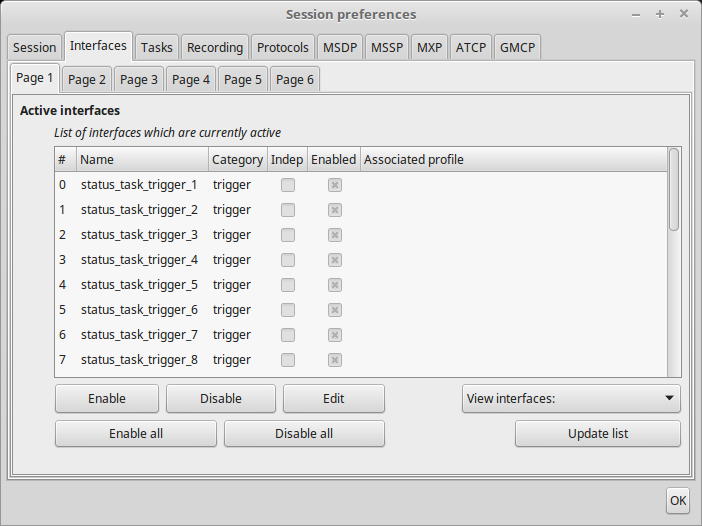 Session preferences
Session Interfaces Tasks Recording Protocols MSDP MSSP MXP ATCP GMCP
Page 1 Page 2 Page 3 Page 4 Page 5 Page 6
Active interfaces
List of interfaces which are currently active
# Name Category Indep Enabled Associated profile
0 status_task_trigger_1 trigger
1 status_task_trigger_2 trigger
2 status_task_trigger_3 trigger
3 status_task_trigger_4 trigger
4 status_task_trigger_5 trigger
5 status_task_trigger_6 trigger
6 status_task_trigger_7 trigger
7 status_task_trigger_8 trigger
Enable Disable Edit View interfaces:
Enable all Disable all Update list
OK